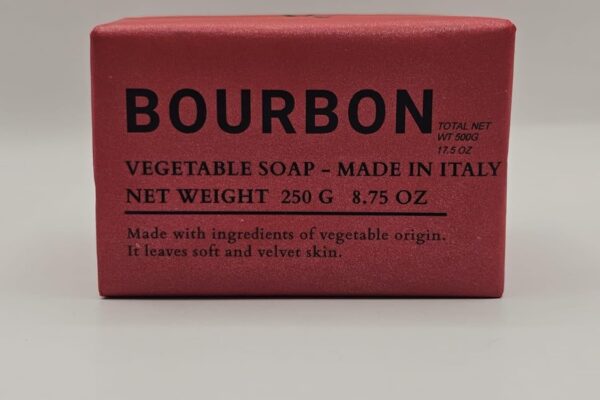 BOURBON
TOTAL NET
WT 500G
17.5 OZ
VEGETABLE SOAP - MADE IN ITALY
NET WEIGHT 250 G 8.75 OZ
Made with ingredients of vegetable origin.
It leaves soft and velvet skin.